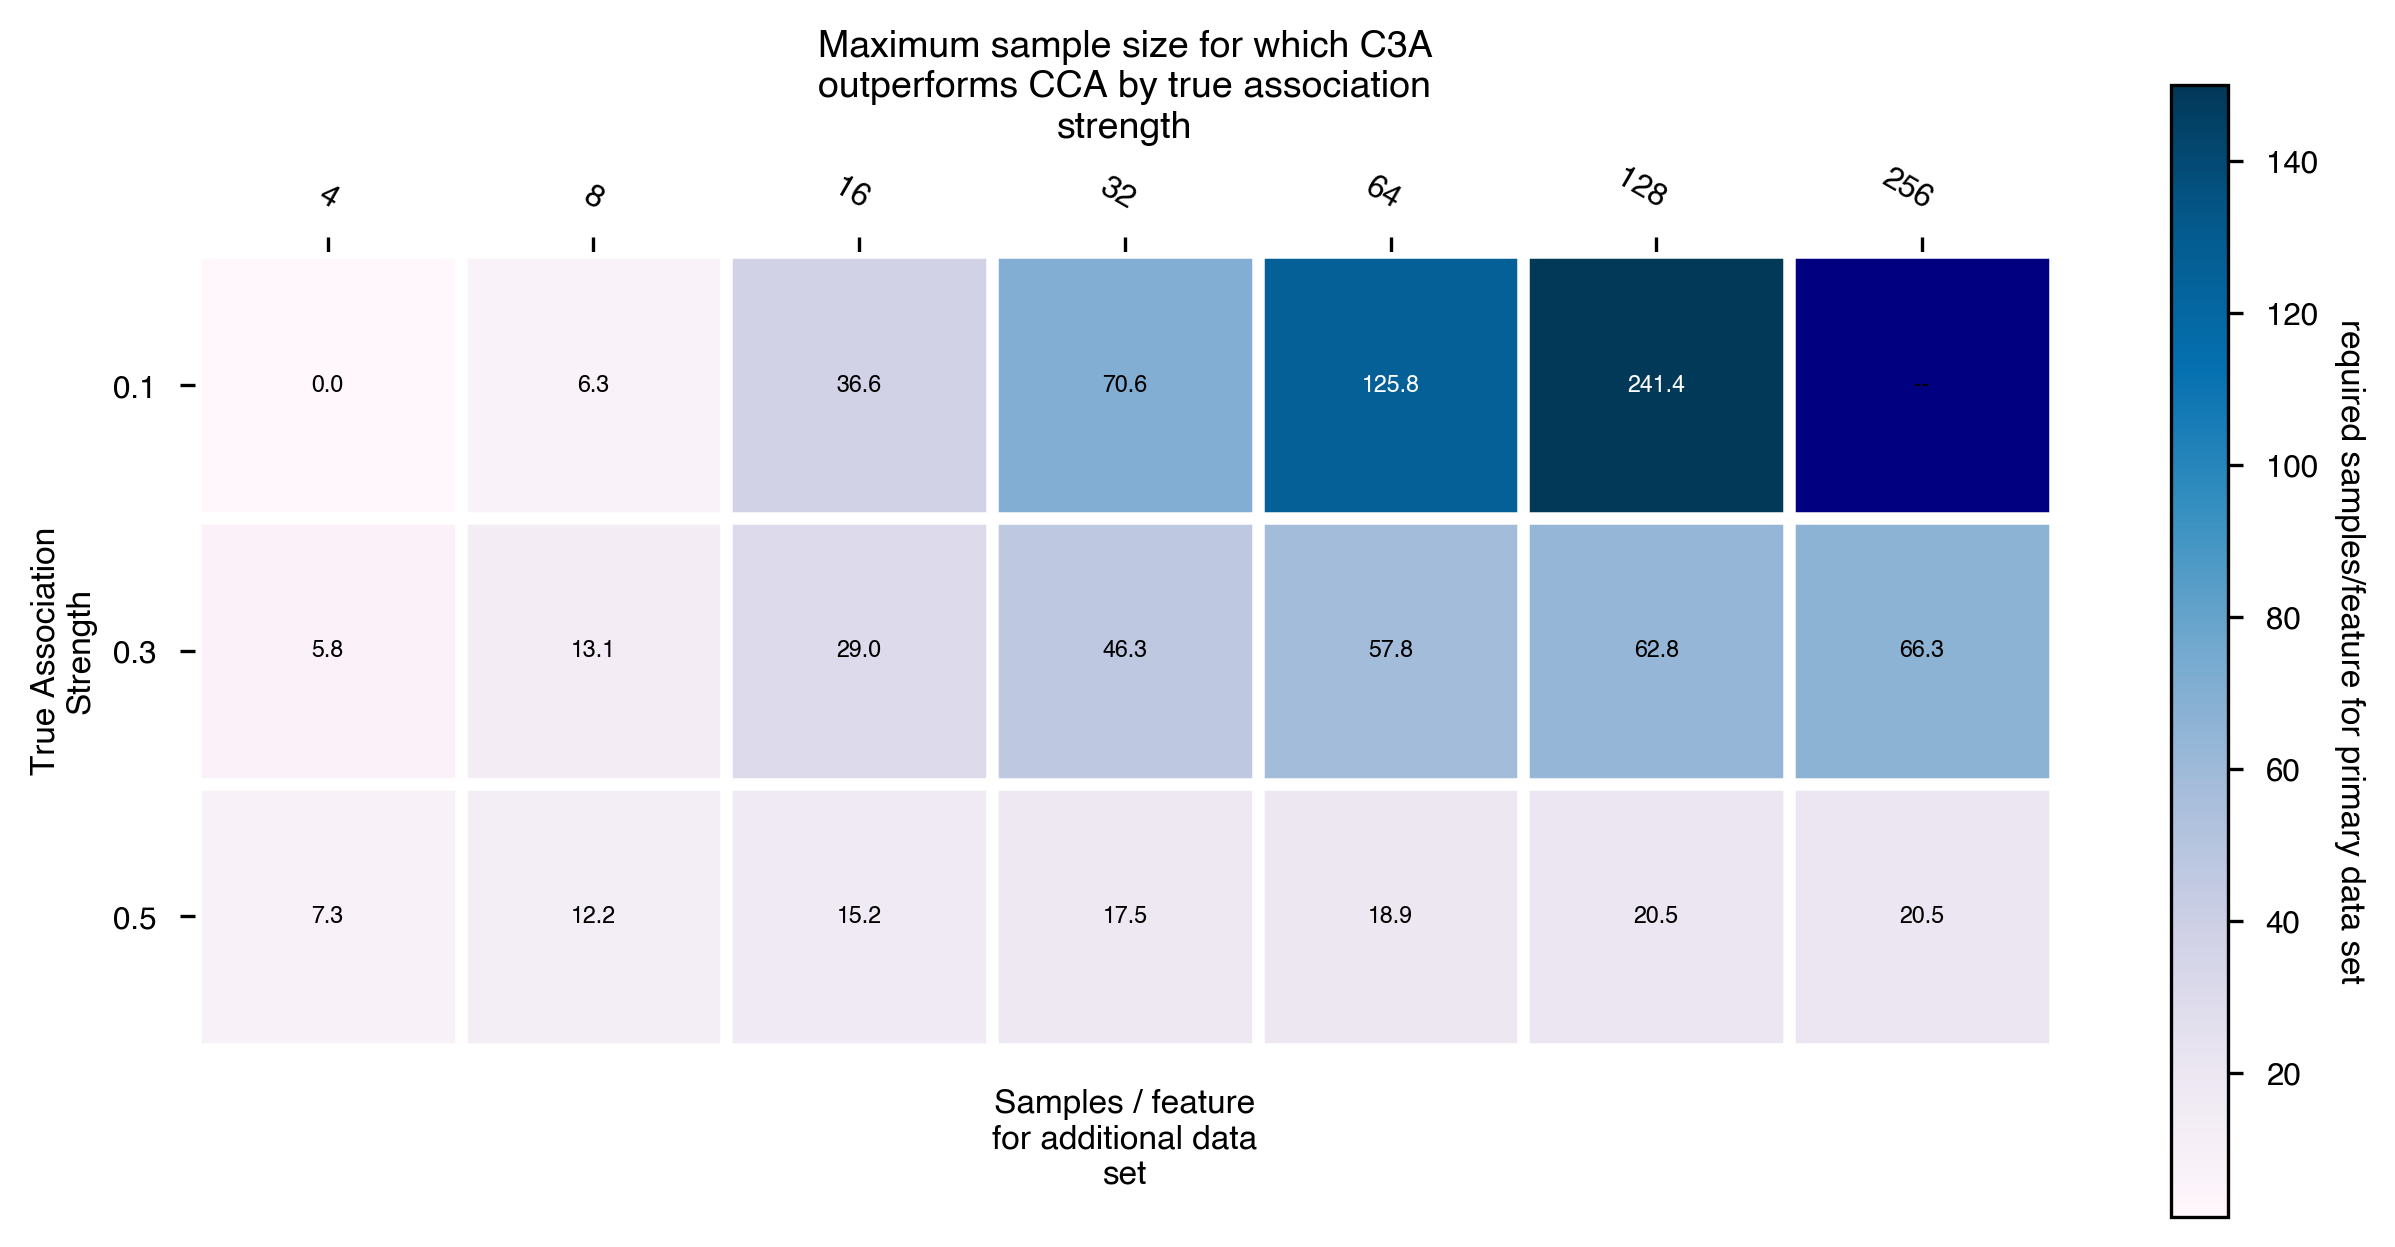 Maximum sample size for which C3A
outperforms CCA by true association
strength
4 8 16 32 64 128 256
0.1 0.0 6.3 36.6 70.6 125.8 241.4 –
0.3 5.8 13.1 29.0 46.3 57.8 62.8 66.3
0.5 7.3 12.2 15.2 17.5 18.9 20.5 20.5
True Association
Strength
Samples / feature
for additional data
set
140
120
100
80
60
40
20
required samples/feature for primary data set